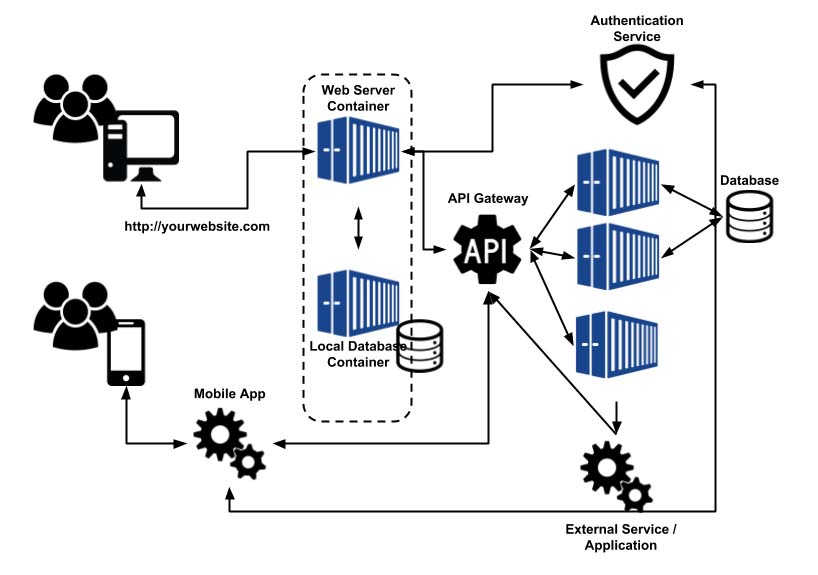 Authentication
Service
Web Server
Container
Database
API Gateway
http://yourwebsite.com
API
Local Database
Container
Mobile App
External Service /
Application